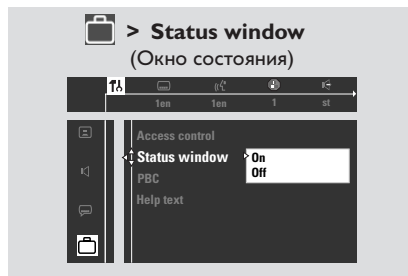 > Status window
(Окно состояния)
1en 1en 1 st
Access control
Status window On
Off
PBC
Help text